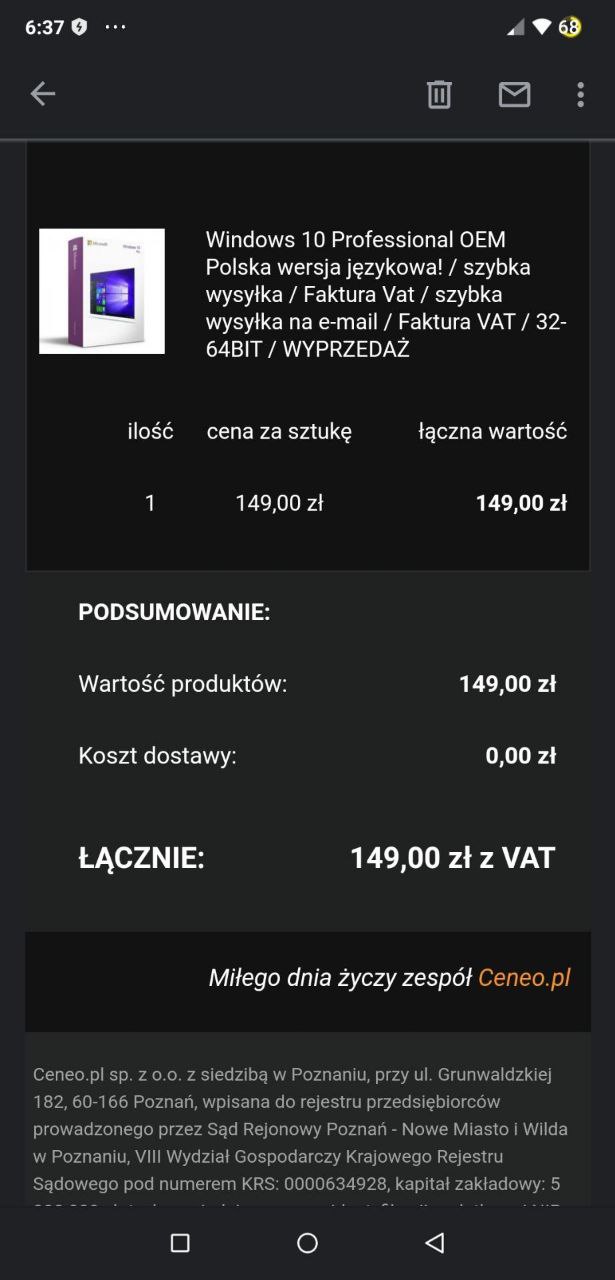 6:37
68
Windows 10 Professional OEM
Polska wersja językowa! / szybka
wysyłka / Faktura Vat / szybka
wysyłka na e-mail / Faktura VAT / 32-
64BIT / WYPRZEDAŻ
ilość cena za sztukę łączna wartość
1 149,00 zł 149,00 zł
PODSUMOWANIE:
Wartość produktów: 149,00 zł
Koszt dostawy: 0,00 zł
ŁĄCZNIE: 149,00 zł z VAT
Miłego dnia życzy zespół Ceneo.pl
Ceneo.pl sp. z o.o. z siedzibą w Poznaniu, przy ul. Grunwaldzkiej
182, 60-166 Poznań, wpisana do rejestru przedsiębiorców
prowadzonego przez Sąd Rejonowy Poznań - Nowe Miasto i Wilda
w Poznaniu, VIII Wydział Gospodarczy Krajowego Rejestru
Sądowego pod numerem KRS: 0000634928, kapitał zakładowy: 5